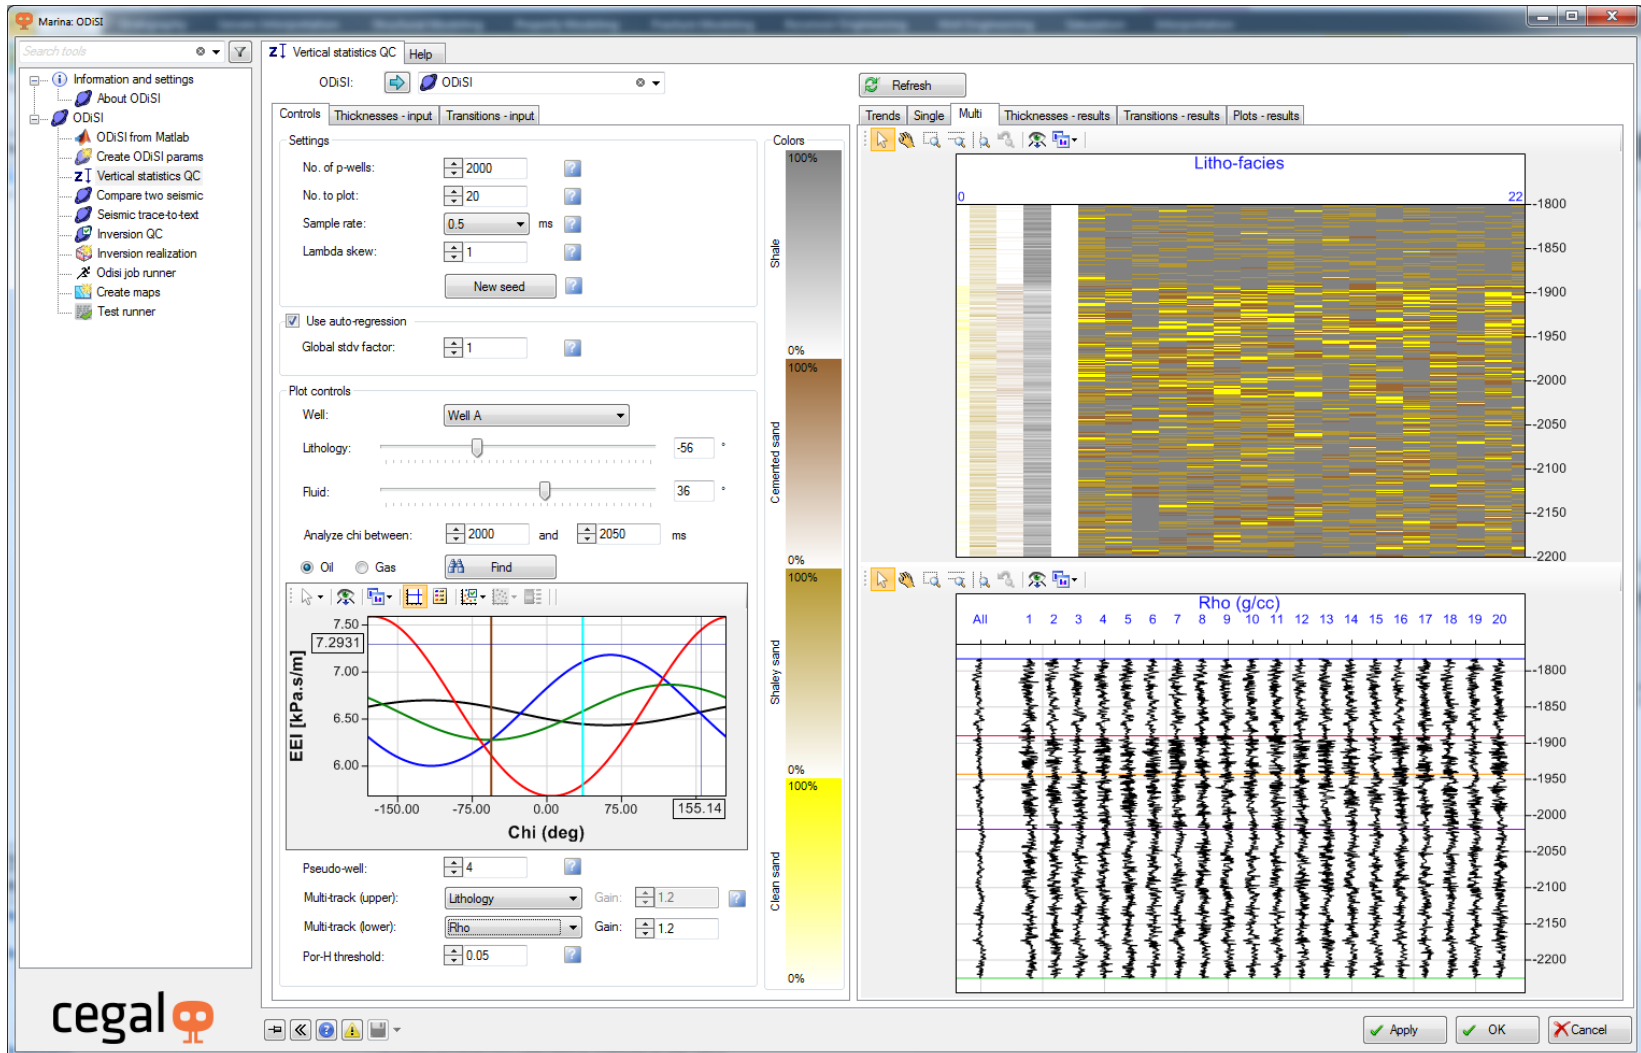 Marina: ODiSI
Search tools
Information and settings
About ODiSI
ODiSI
ODiSI from Matlab
Create ODiSI params
Vertical statistics QC
Compare two seismic
Seismic trace-to-text
Inversion QC
Inversion realization
Odisi job runner
Create maps
Test runner
cegal
Vertical statistics QC Help
ODiSI: ODiSI
Controls Thicknesses - input Transitions - input
Settings
No. of p-wells: 2000
No. to plot: 20
Sample rate: 0.5 ms
Lambda skew: 1
New seed
Use auto-regression
Global stdv factor: 1
Plot controls
Well: Well A
Lithology: -56 °
Fluid: 36 °
Analyze chi between: 2000 and 2050 ms
Oil Gas Find
7.50
7.2931
7.00
6.50
6.00
EEI [kPa.s/m]
-150.00 -75.00 0.00 75.00 155.14
Chi (deg)
Pseudo-well: 4
Multi-track (upper): Lithology Gain: 1.2
Multi-track (lower): Rho Gain: 1.2
Por-H threshold: 0.05
Colors
100%
Shale
0%
100%
Cemented sand
0%
100%
Shaley sand
0%
100%
Clean sand
0%
Refresh
Trends Single Multi Thicknesses - results Transitions - results Plots - results
Litho-facies
0 22
-1800
-1850
-1900
-1950
-2000
-2050
-2100
-2150
-2200
Rho (g/cc)
All 1 2 3 4 5 6 7 8 9 10 11 12 13 14 15 16 17 18 19 20
-1800
-1850
-1900
-1950
-2000
-2050
-2100
-2150
-2200
Apply OK Cancel